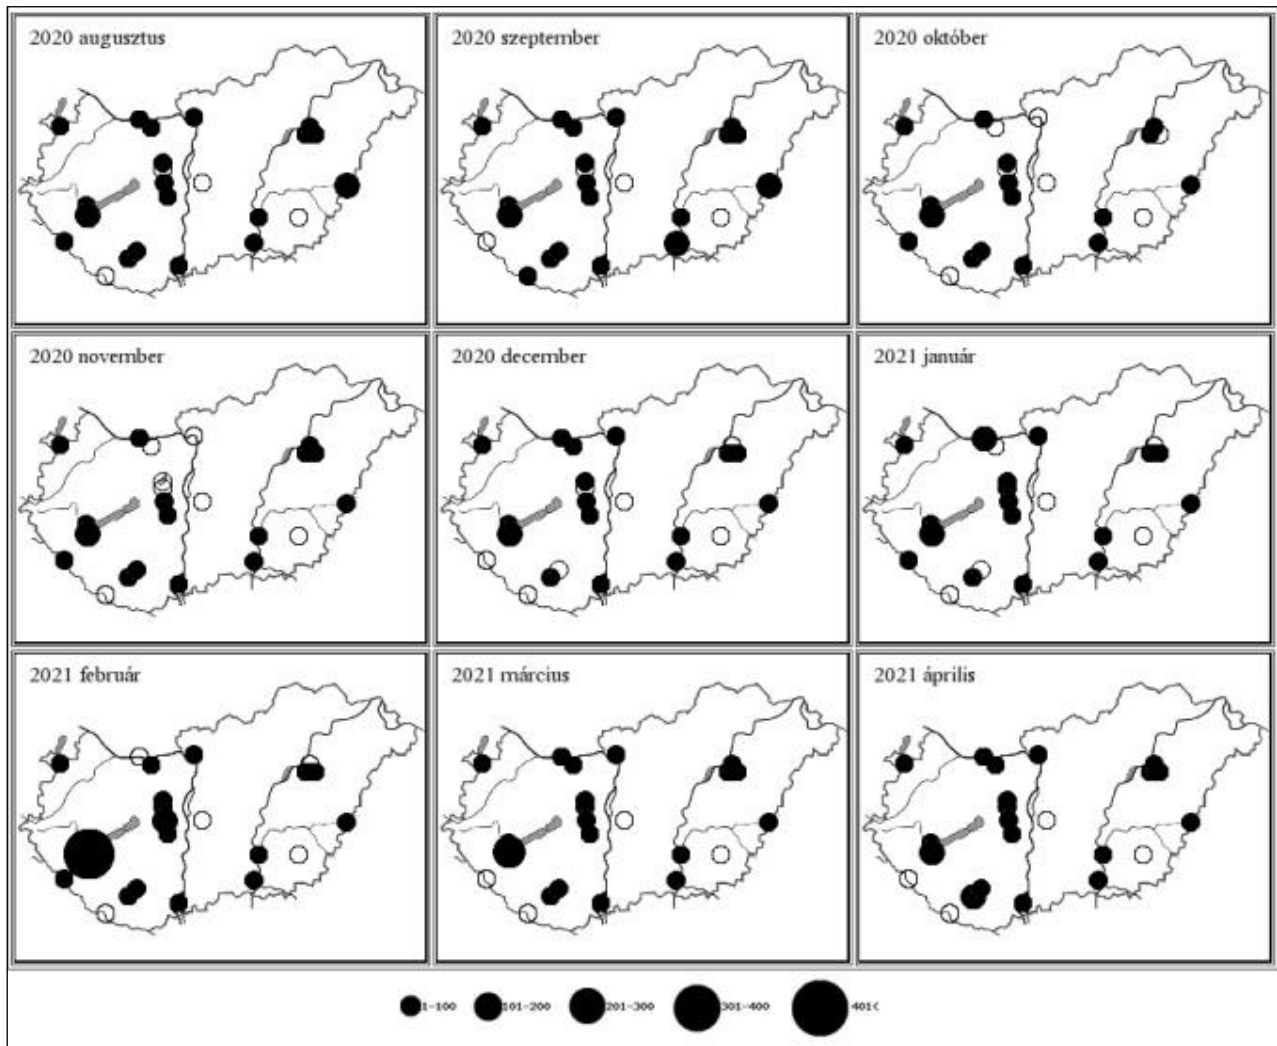 2020 augusztus
2020 szeptember
2020 október
2020 november
2020 december
2021 január
2021 február
2021 március
2021 április
1-100 101-200 201-300 301-400 401<